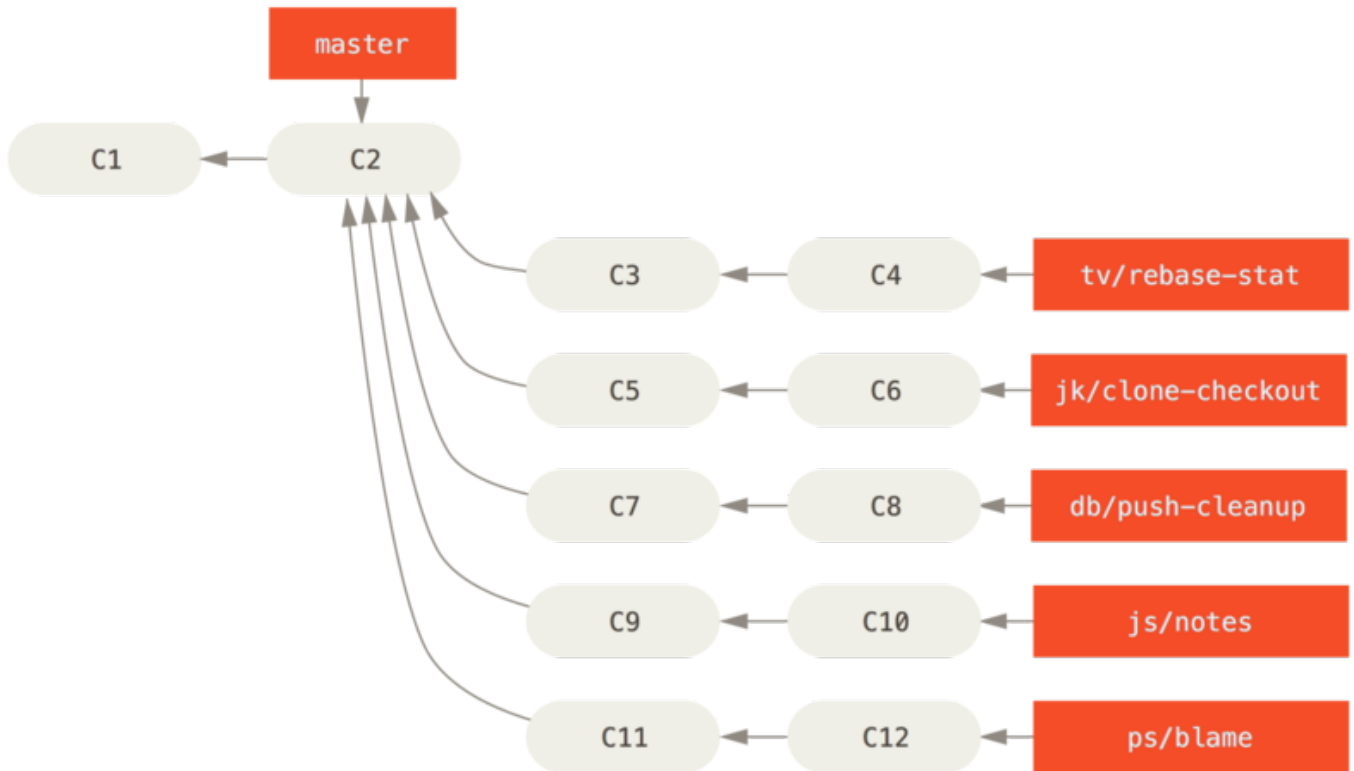 master
C1
C2
C3
C4
tv/rebase-stat
C5
C6
jk/clone-checkout
C7
C8
db/push-cleanup
C9
C10
js/notes
C11
C12
ps/blame